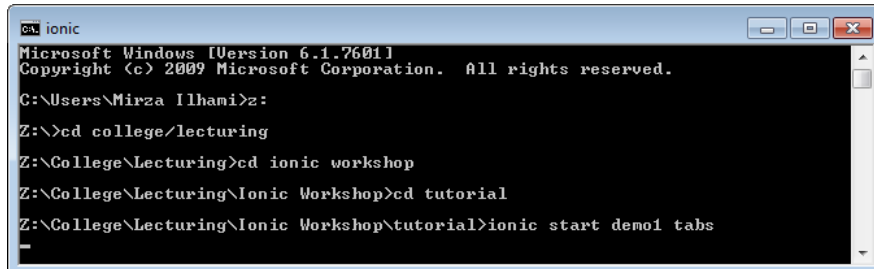 ionic
Microsoft Windows [Version 6.1.7601]
Copyright (c) 2009 Microsoft Corporation.  All rights reserved.
C:\Users\Mirza Ilhami>z:
Z:\>cd college/lecturing
Z:\College\Lecturing>cd ionic workshop
Z:\College\Lecturing\Ionic Workshop>cd tutorial
Z:\College\Lecturing\Ionic Workshop\tutorial>ionic start demo1 tabs